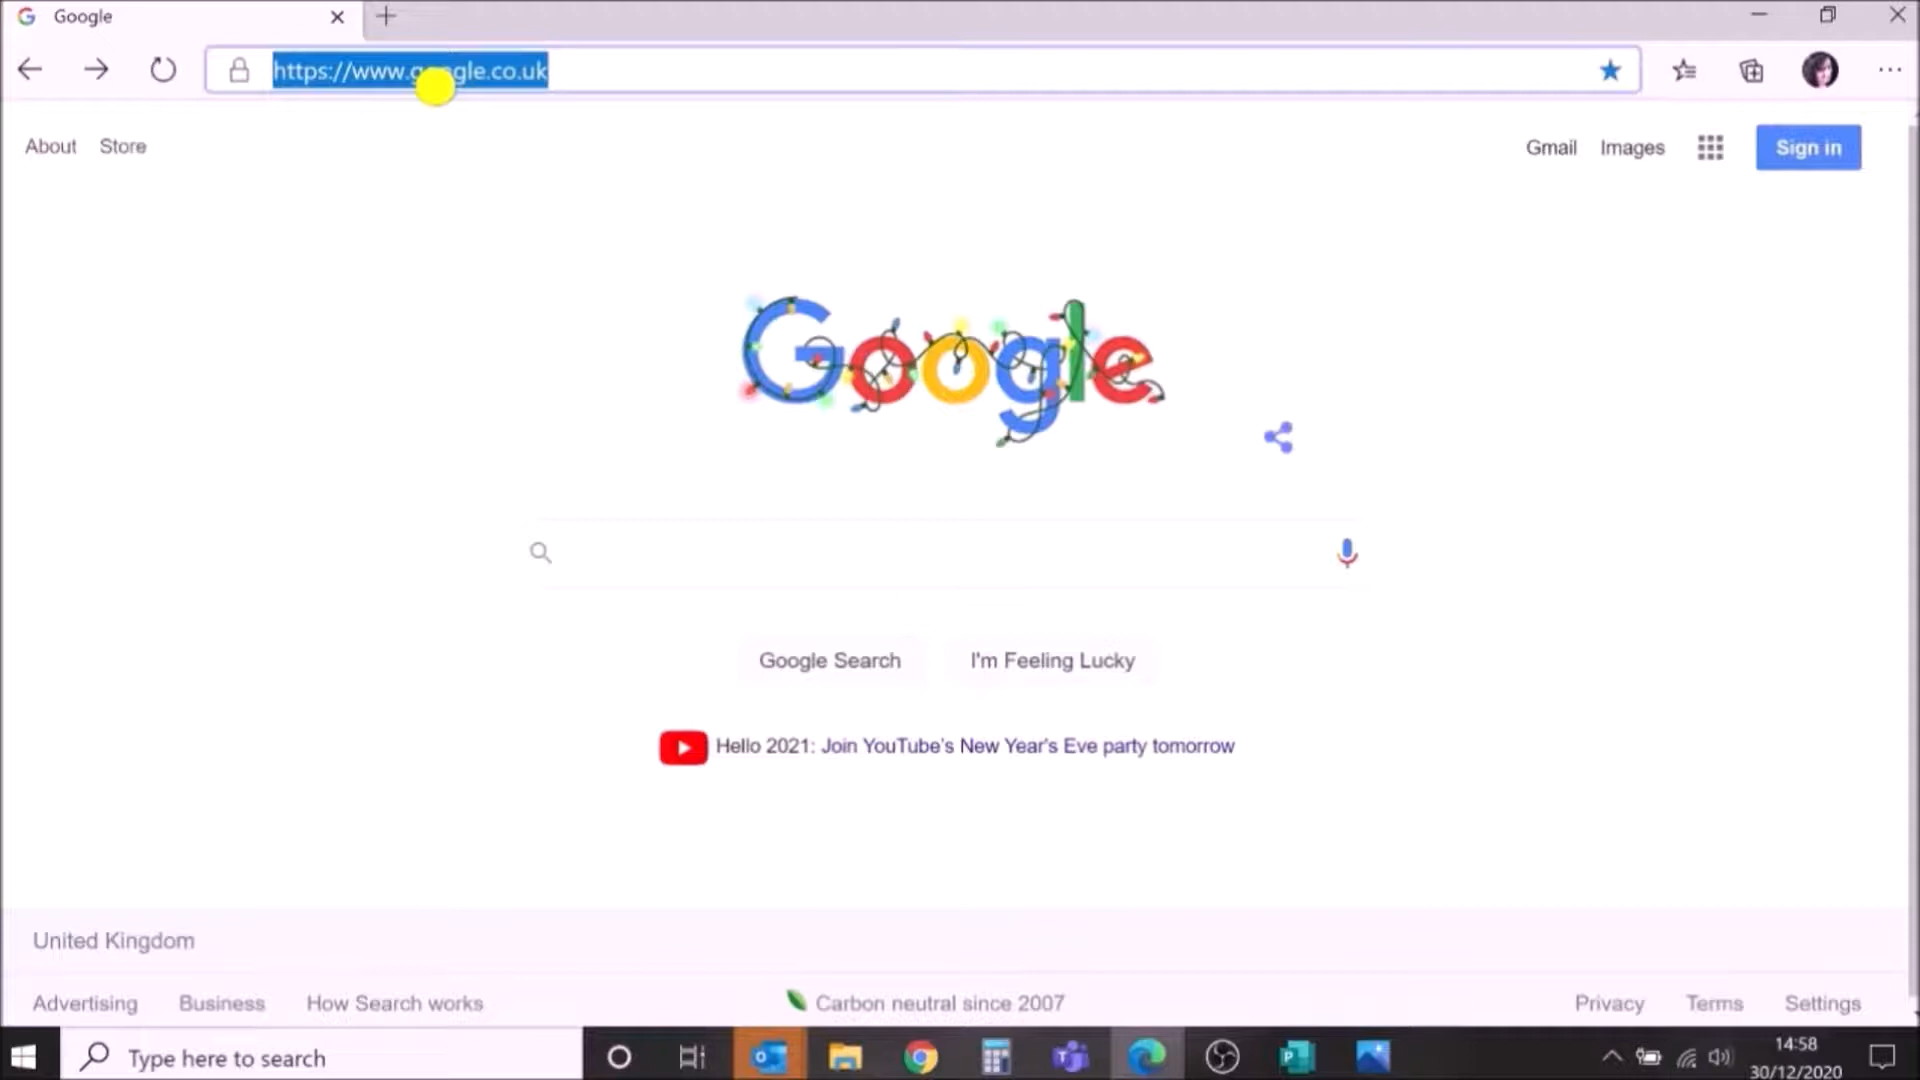 Google
https://www.google.co.uk
About Store
Gmail Images Sign in
Google
Google Search I'm Feeling Lucky
Hello 2021: Join YouTube's New Year's Eve party tomorrow
United Kingdom
Advertising Business How Search works Carbon neutral since 2007 Privacy Terms Settings
Type here to search
14:58
30/12/2020